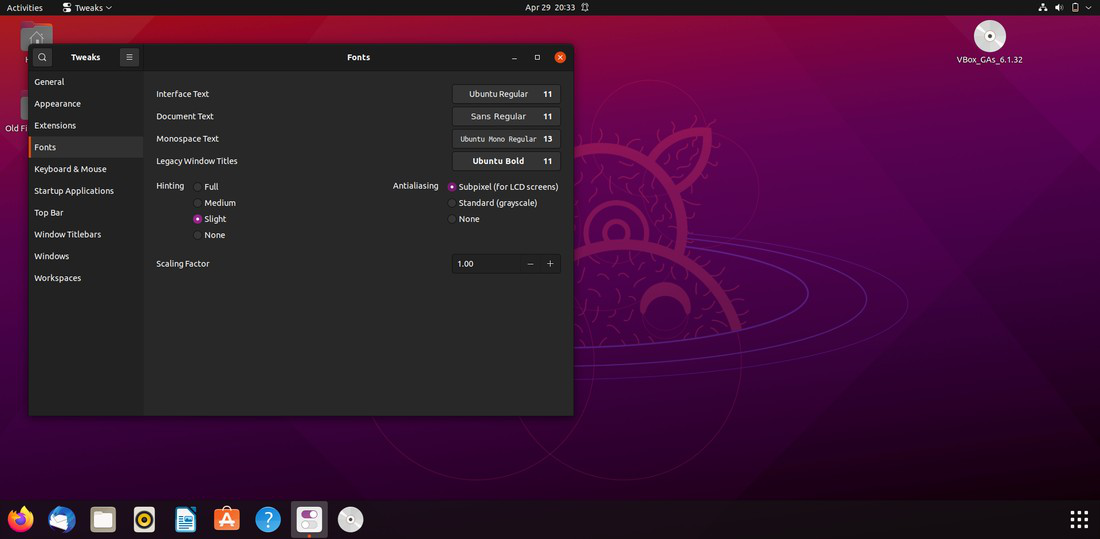 Activities
Tweaks
Apr 29 20:33
VBox_GAs_6.1.32
Old Fi
Tweaks
Fonts
General
Appearance
Extensions
Fonts
Keyboard & Mouse
Startup Applications
Top Bar
Window Titlebars
Windows
Workspaces
Interface Text Ubuntu Regular 11
Document Text Sans Regular 11
Monospace Text Ubuntu Mono Regular 13
Legacy Window Titles Ubuntu Bold 11
Hinting Full Antialiasing Subpixel (for LCD screens)
Medium Standard (grayscale)
Slight None
None
Scaling Factor 1.00